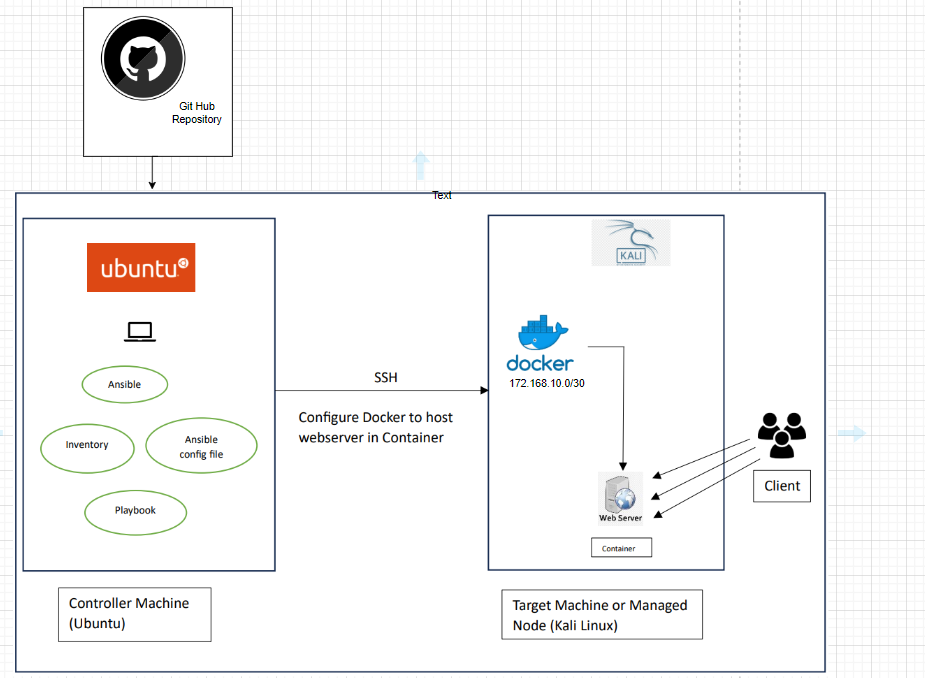 Git Hub
Repository
Text
ubuntu
KALI
Ansible
Inventory
Ansible
config file
Playbook
SSH
Configure Docker to host
webserver in Container
docker
172.168.10.0/30
Web Server
Container
Client
Controller Machine
(Ubuntu)
Target Machine or Managed
Node (Kali Linux)